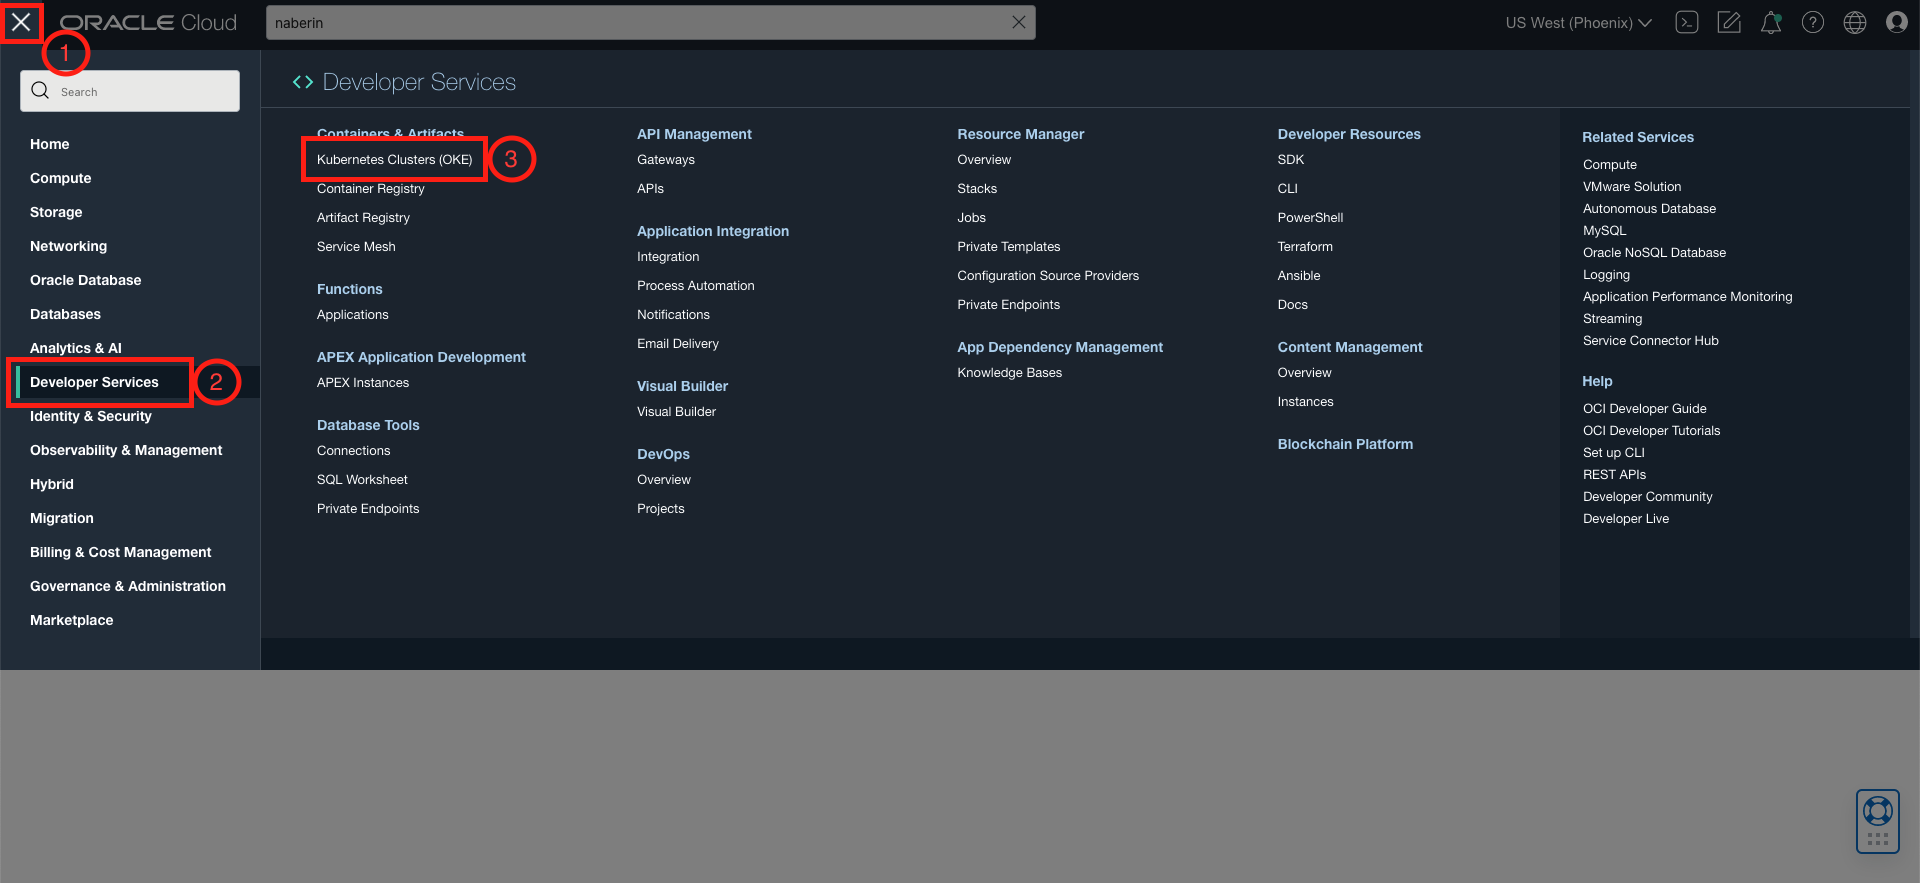 ORACLE Cloud
naberin
US West (Phoenix)
1
Search
Home
Compute
Storage
Networking
Oracle Database
Databases
Analytics & AI
Developer Services
2
Identity & Security
Observability & Management
Hybrid
Migration
Billing & Cost Management
Governance & Administration
Marketplace
Developer Services
Containers & Artifacts
Kubernetes Clusters (OKE)
3
Container Registry
Artifact Registry
Service Mesh
Functions
Applications
APEX Application Development
APEX Instances
Database Tools
Connections
SQL Worksheet
Private Endpoints
API Management
Gateways
APIs
Application Integration
Integration
Process Automation
Notifications
Email Delivery
Visual Builder
Visual Builder
DevOps
Overview
Projects
Resource Manager
Overview
Stacks
Jobs
Private Templates
Configuration Source Providers
Private Endpoints
App Dependency Management
Knowledge Bases
Developer Resources
SDK
CLI
PowerShell
Terraform
Ansible
Docs
Content Management
Overview
Instances
Blockchain Platform
Related Services
Compute
VMware Solution
Autonomous Database
MySQL
Oracle NoSQL Database
Logging
Application Performance Monitoring
Streaming
Service Connector Hub
Help
OCI Developer Guide
OCI Developer Tutorials
Set up CLI
REST APIs
Developer Community
Developer Live